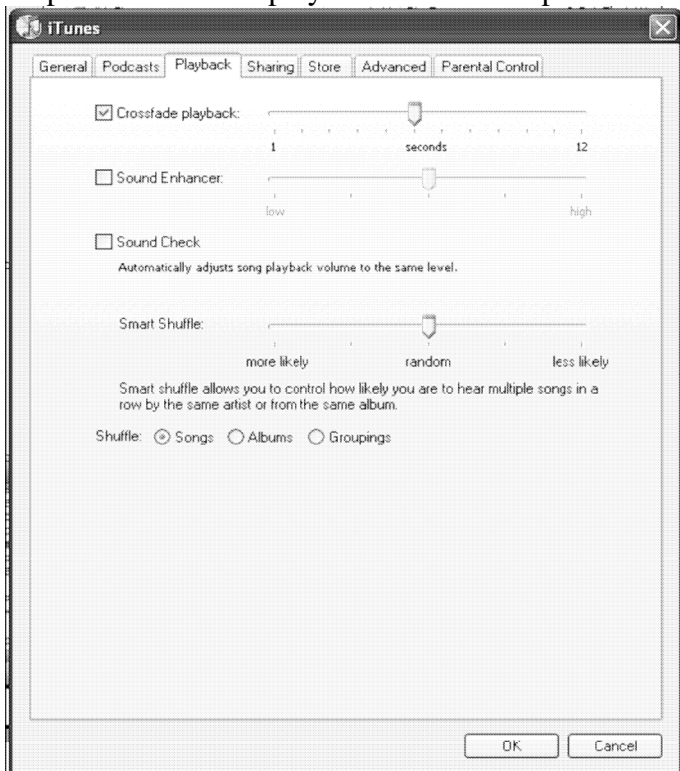 iTunes
General Podcasts Playback Sharing Store Advanced Parental Control
Crossfade playback:
1 seconds 12
Sound Enhancer:
low high
Sound Check
Automatically adjusts song playback volume to the same level.
Smart Shuffle:
more likely random less likely
Smart shuffle allows you to control how likely you are to hear multiple songs in a
row by the same artist or from the same album.
Shuffle: Songs Albums Groupings
OK Cancel